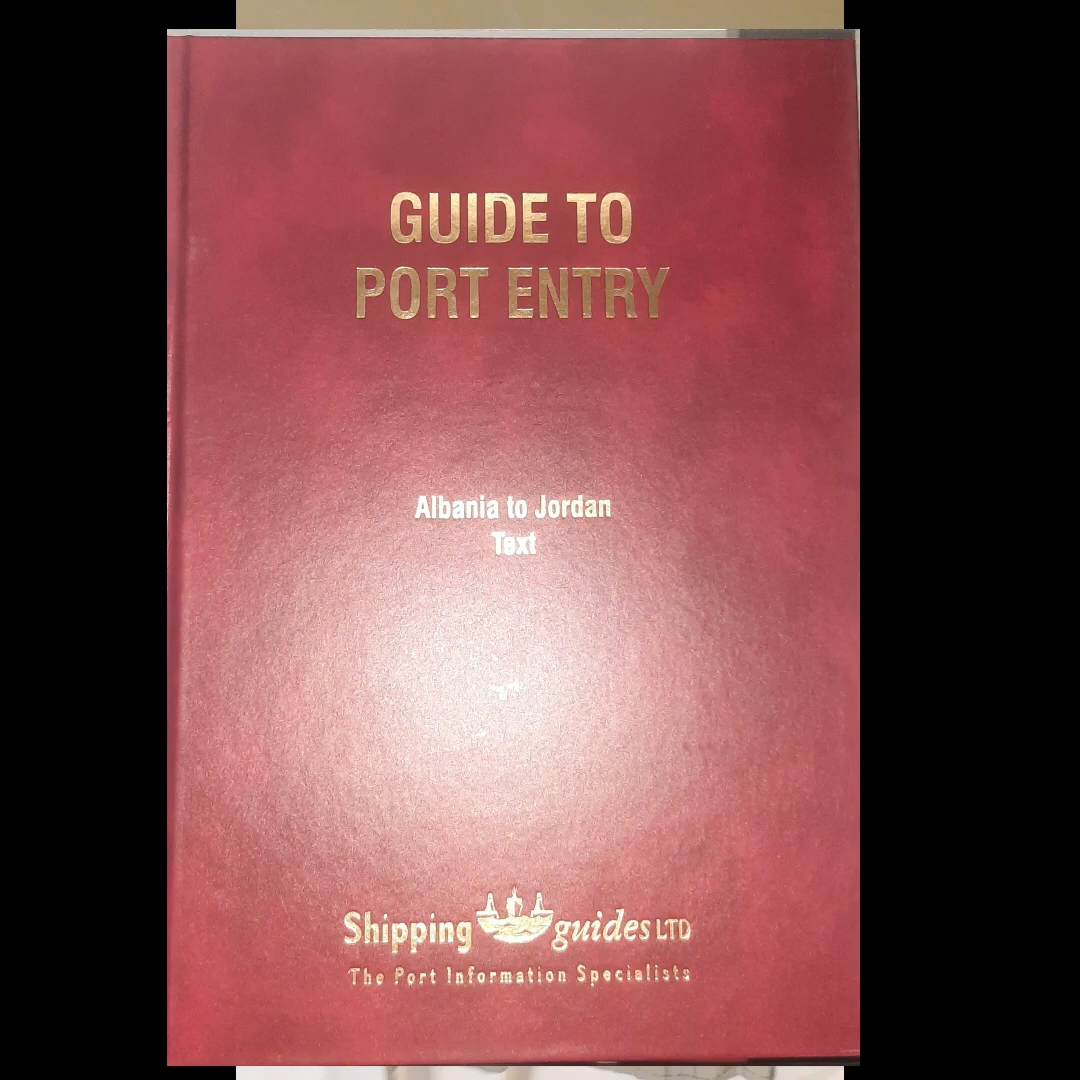 GUIDE TO
PORT ENTRY
Albania to Jordan
Text
Shipping guides LTD
The Port Information Specialists